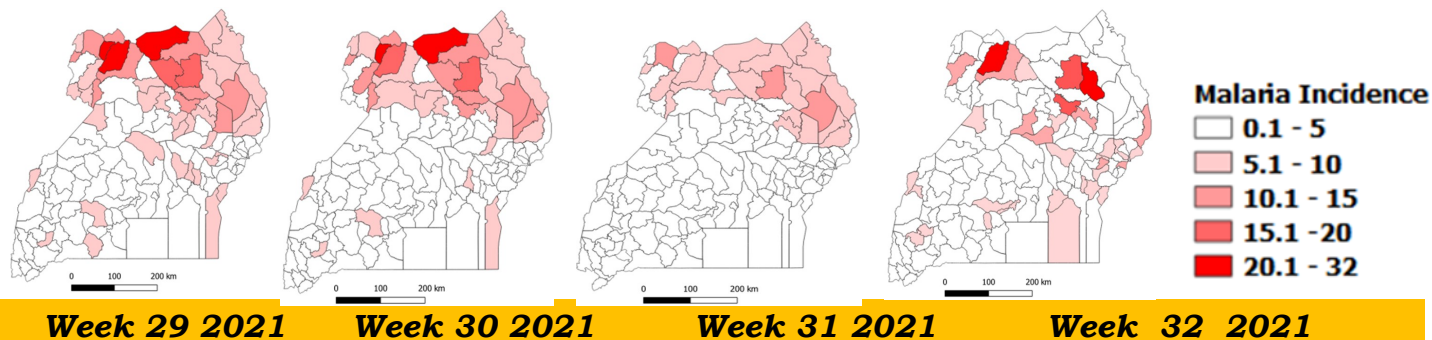 Malaria Incidence
0.1 - 5
5.1 - 10
10.1 - 15
15.1 -20
20.1 - 32
0 100 200 km
0 100 200 km
0 100 200 km
0 100 200 km
Week 29 2021
Week 30 2021
Week 31 2021
Week 32 2021